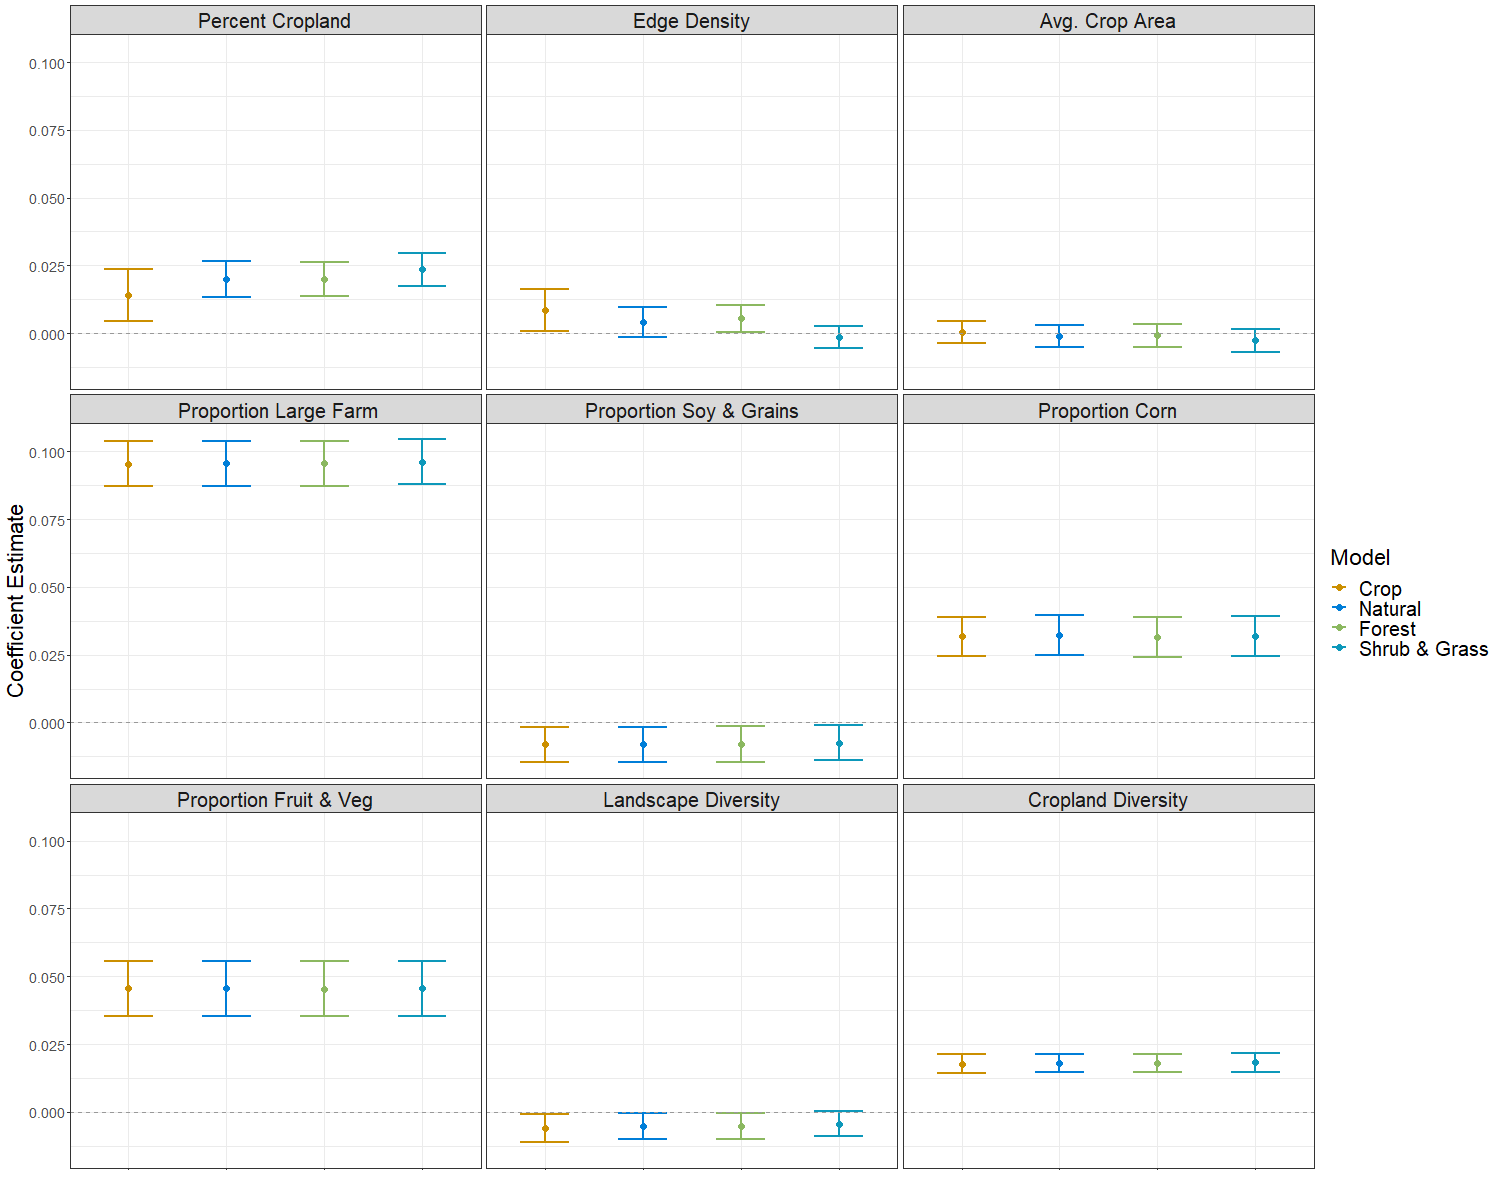 Percent Cropland
Edge Density
Avg. Crop Area
0.100
0.075
0.050
0.025
0.000
Proportion Large Farm
Proportion Soy & Grains
Proportion Corn
0.100
0.075
0.050
0.025
0.000
Proportion Fruit & Veg
Landscape Diversity
Cropland Diversity
0.100
0.075
0.050
0.025
0.000
Coefficient Estimate
Model
Crop
Natural
Forest
Shrub & Grass